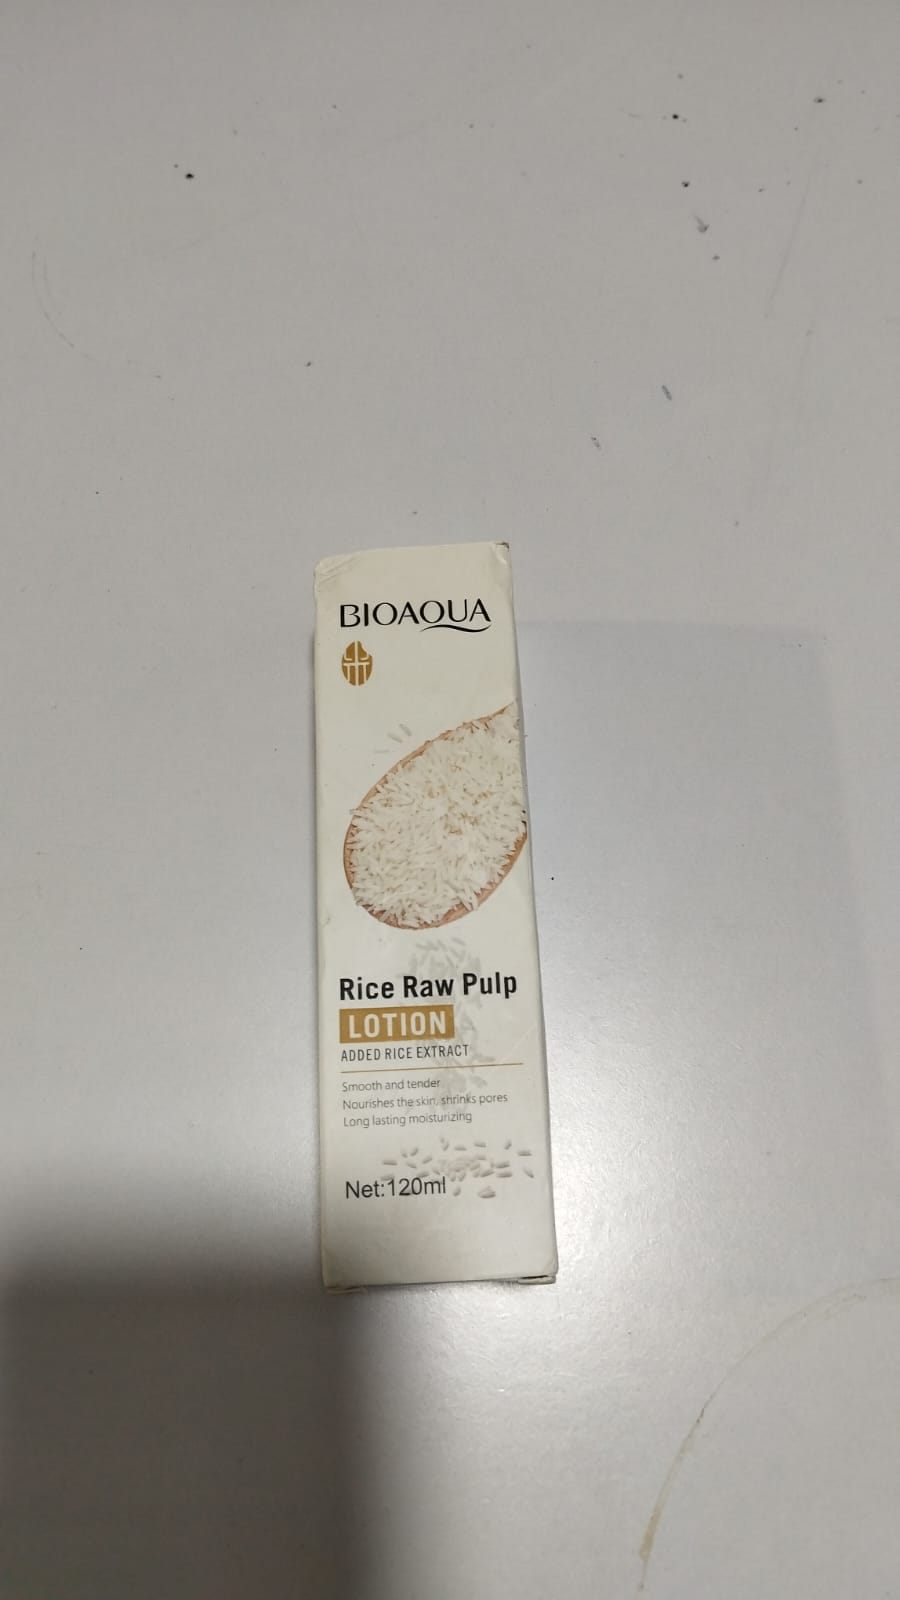 BIOAQUA
Rice Raw Pulp
LOTION
ADDED RICE EXTRACT
Smooth and tender
Nourishes the skin, shrinks pores
Long lasting moisturizing
Net:120ml